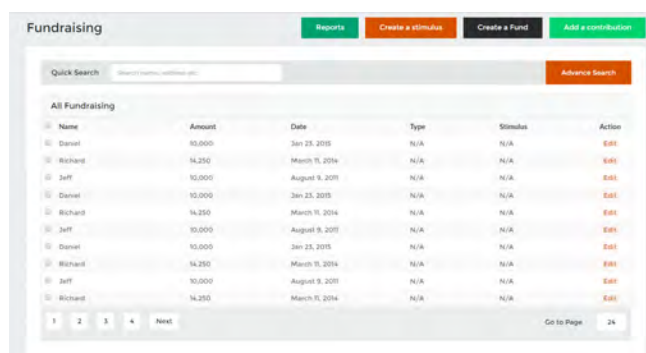 Fundraising Reports Create a stimulus Create a Fund Add a contribution
Quick Search Search name, address etc. Advance Search
All Fundraising
Name Amount Date Type Stimulus Action
Daniel 10,000 Jan 23, 2015 N/A N/A Edit
Richard 14,250 March 11, 2014 N/A N/A Edit
Jeff 10,000 August 9, 2011 N/A N/A Edit
Daniel 10,000 Jan 23, 2015 N/A N/A Edit
Richard 14,250 March 11, 2014 N/A N/A Edit
Jeff 10,000 August 9, 2011 N/A N/A Edit
Daniel 10,000 Jan 23, 2015 N/A N/A Edit
Richard 14,250 March 11, 2014 N/A N/A Edit
Jeff 10,000 August 9, 2011 N/A N/A Edit
Richard 14,250 March 11, 2014 N/A N/A Edit
1 2 3 4 Next Go to Page 24